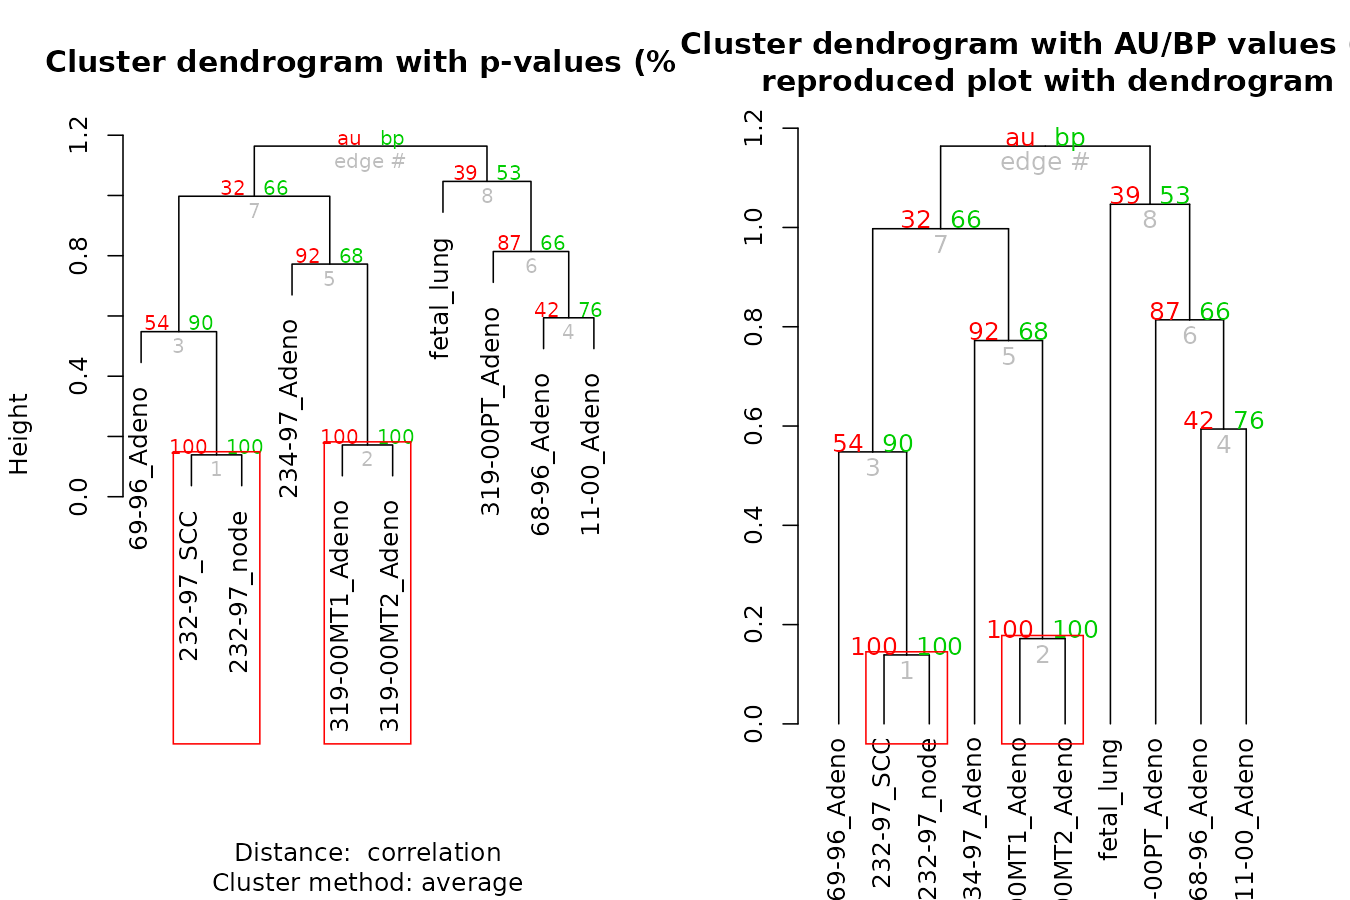 Cluster dendrogram with p-values (%
Height
0.0
0.4
0.8
1.2
au bp
edge #
39 53
8
32 66
7
87 66
6
92 68
5
42 76
4
54 90
3
100 100
2
100 100
1
69-96_Adeno
232-97_SCC
232-97_node
234-97_Adeno
319-00MT1_Adeno
319-00MT2_Adeno
fetal_lung
319-00PT_Adeno
68-96_Adeno
11-00_Adeno
Distance: correlation
Cluster method: average
Cluster dendrogram with AU/BP values
reproduced plot with dendrogram
0.0
0.2
0.4
0.6
0.8
1.0
1.2
au bp
edge #
39 53
8
32 66
7
87 66
6
92 68
5
42 76
4
54 90
3
100 100
2
100 100
1
69-96_Adeno
232-97_SCC
232-97_node
34-97_Adeno
00MT1_Adeno
00MT2_Adeno
fetal_lung
-00PT_Adeno
68-96_Adeno
11-00_Adeno